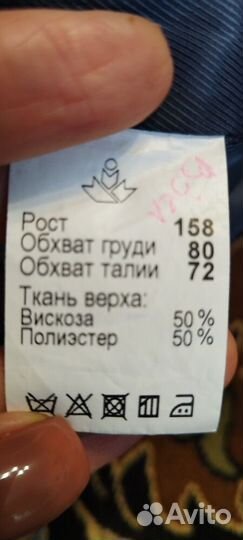 Рост 158
Обхват груди 80
Обхват талии 72
Ткань верха:
Вискоза 50%
Полиэстер 50%
Avito